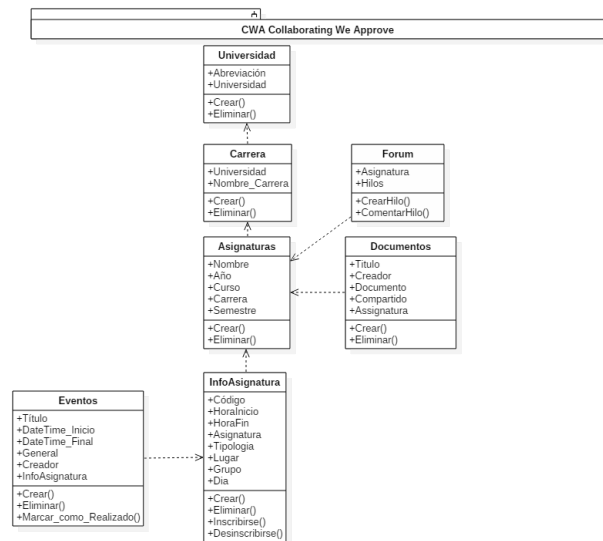 CWA Collaborating We Approve
Universidad
+Abreviación
+Universidad
+Crear()
+Eliminar()
Carrera
+Universidad
+Nombre_Carrera
+Crear()
+Eliminar()
Forum
+Asignatura
+Hilos
+CrearHilo()
+ComentarHilo()
Asignaturas
+Nombre
+Año
+Curso
+Carrera
+Semestre
+Crear()
+Eliminar()
Documentos
+Titulo
+Creador
+Documento
+Compartido
+Assignatura
+Crear()
+Eliminar()
InfoAsignatura
+Código
+HoraInicio
+HoraFin
+Asignatura
+Tipologia
+Lugar
+Grupo
+Dia
+Crear()
+Eliminar()
+Inscribirse()
+Desinscribirse()
Eventos
+Título
+DateTime_Inicio
+DateTime_Final
+General
+Creador
+InfoAsignatura
+Crear()
+Eliminar()
+Marcar_como_Realizado()